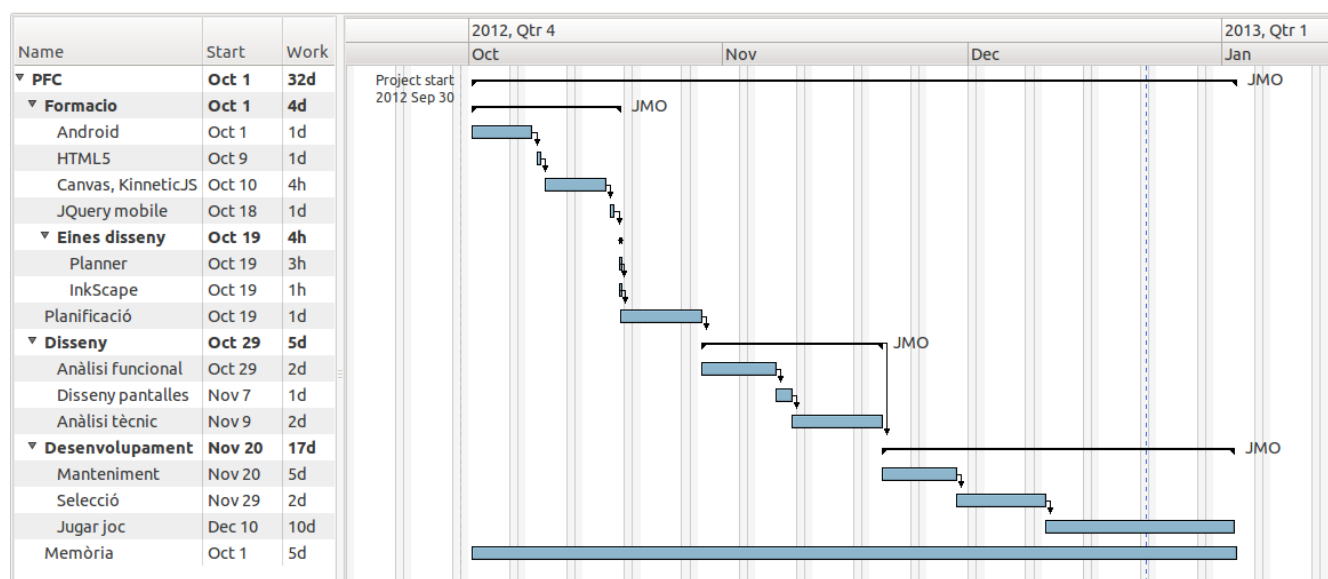 2012, Qtr 4 2013, Qtr 1
Name Start Work Oct Nov Dec Jan
PFC Oct 1 32d Project start JMO
2012 Sep 30
Formacio Oct 1 4d JMO
Android Oct 1 1d
HTML5 Oct 9 1d
Canvas, KinneticJS Oct 10 4h
JQuery mobile Oct 18 1d
Eines disseny Oct 19 4h
Planner Oct 19 3h
InkScape Oct 19 1h
Planificació Oct 19 1d
Disseny Oct 29 5d JMO
Anàlisi funcional Oct 29 2d
Disseny pantalles Nov 7 1d
Anàlisi tècnic Nov 9 2d
Desenvolupament Nov 20 17d JMO
Manteniment Nov 20 5d
Selecció Nov 29 2d
Jugar joc Dec 10 10d
Memòria Oct 1 5d